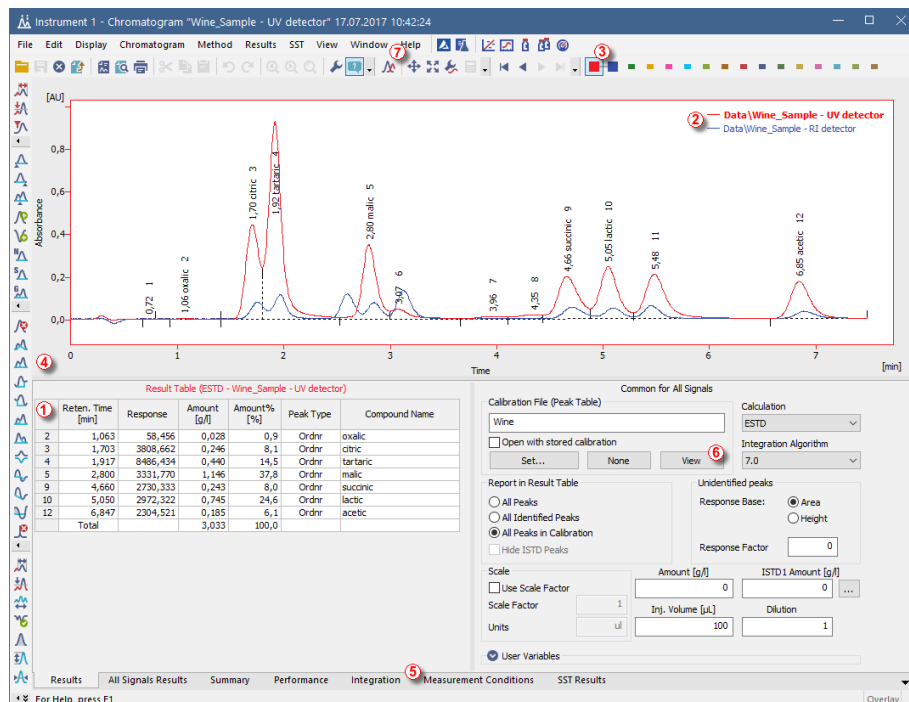 Instrument 1 - Chromatogram "Wine_Sample - UV detector" 17.07.2017 10:42:24
File Edit Display Chromatogram Method Results SST View Window Help
7
3
[AU]
2
Data\Wine_Sample - UV detector
Data\Wine_Sample - RI detector
0,8
0,6
0,4
0,2
0,0
Absorbance
0,72 1
1,06 oxalic 2
1,70 citric 3
1,92 tartaric 4
2,80 malic 5
3,07 6
3,96 7
4,35 8
4,66 succinic 9
5,05 lactic 10
5,48 11
6,85 acetic 12
0 1 2 3 4 5 6 7
Time
[min]
4
Result Table (ESTD - Wine_Sample - UV detector)
1
Reten. Time [min] Response Amount [g/l] Amount% [%] Peak Type Compound Name
2 1,063 58,456 0,028 0,9 Ordnr oxalic
3 1,703 3808,662 0,246 8,1 Ordnr citric
4 1,917 8486,434 0,440 14,5 Ordnr tartaric
5 2,800 3331,770 1,146 37,8 Ordnr malic
9 4,660 2730,333 0,243 8,0 Ordnr succinic
10 5,050 2972,322 0,745 24,6 Ordnr lactic
12 6,847 2304,521 0,185 6,1 Ordnr acetic
Total 3,033 100,0
Common for All Signals
Calibration File (Peak Table)
Wine
Open with stored calibration
Set... None View
6
Calculation
ESTD
Integration Algorithm
7.0
Report in Result Table
All Peaks
All Identified Peaks
All Peaks in Calibration
Hide ISTD Peaks
Unidentified peaks
Response Base: Area
Height
Response Factor 0
Scale
Use Scale Factor
Scale Factor 1
Units ul
Amount [g/l] ISTD1 Amount [g/l]
0 0 ...
Inj. Volume [µL] Dilution
100 1
User Variables
5
Results All Signals Results Summary Performance Integration Measurement Conditions SST Results
For Help, press F1
Overlay